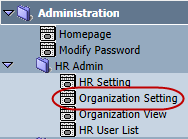 Administration
Homepage
Modify Password
HR Admin
HR Setting
Organization Setting
Organization View
HR User List